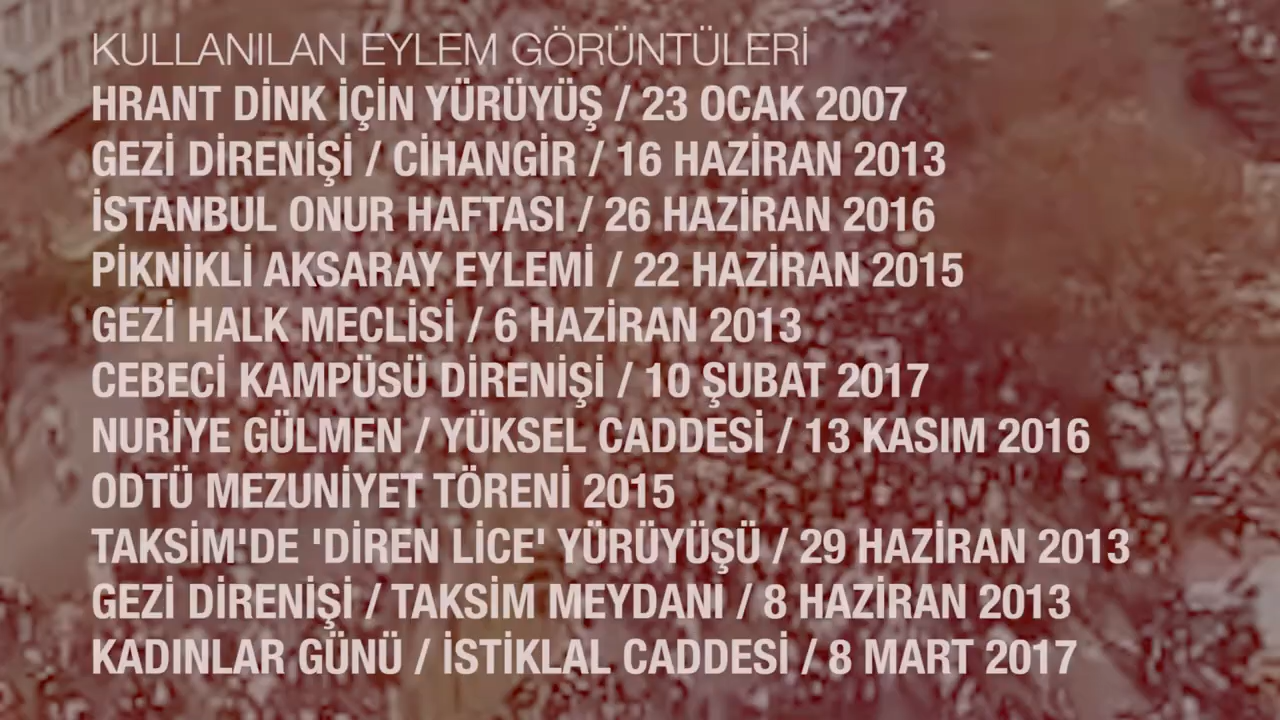 KULLANILAN EYLEM GÖRÜNTÜLERİ
HRANT DİNK İÇİN YÜRÜYÜŞ / 23 OCAK 2007
GEZİ DİRENİŞİ / CİHANGİR / 16 HAZİRAN 2013
İSTANBUL ONUR HAFTASI / 26 HAZİRAN 2016
PİKNİKLİ AKSARAY EYLEMİ / 22 HAZİRAN 2015
GEZİ HALK MECLİSİ / 6 HAZİRAN 2013
CEBECİ KAMPÜSÜ DİRENİŞİ / 10 ŞUBAT 2017
NURİYE GÜLMEN / YÜKSEL CADDESİ / 13 KASIM 2016
ODTÜ MEZUNİYET TÖRENİ 2015
TAKSİM'DE 'DİREN LİCE' YÜRÜYÜŞÜ / 29 HAZİRAN 2013
GEZİ DİRENİŞİ / TAKSİM MEYDANI / 8 HAZİRAN 2013
KADINLAR GÜNÜ / İSTİKLAL CADDESİ / 8 MART 2017